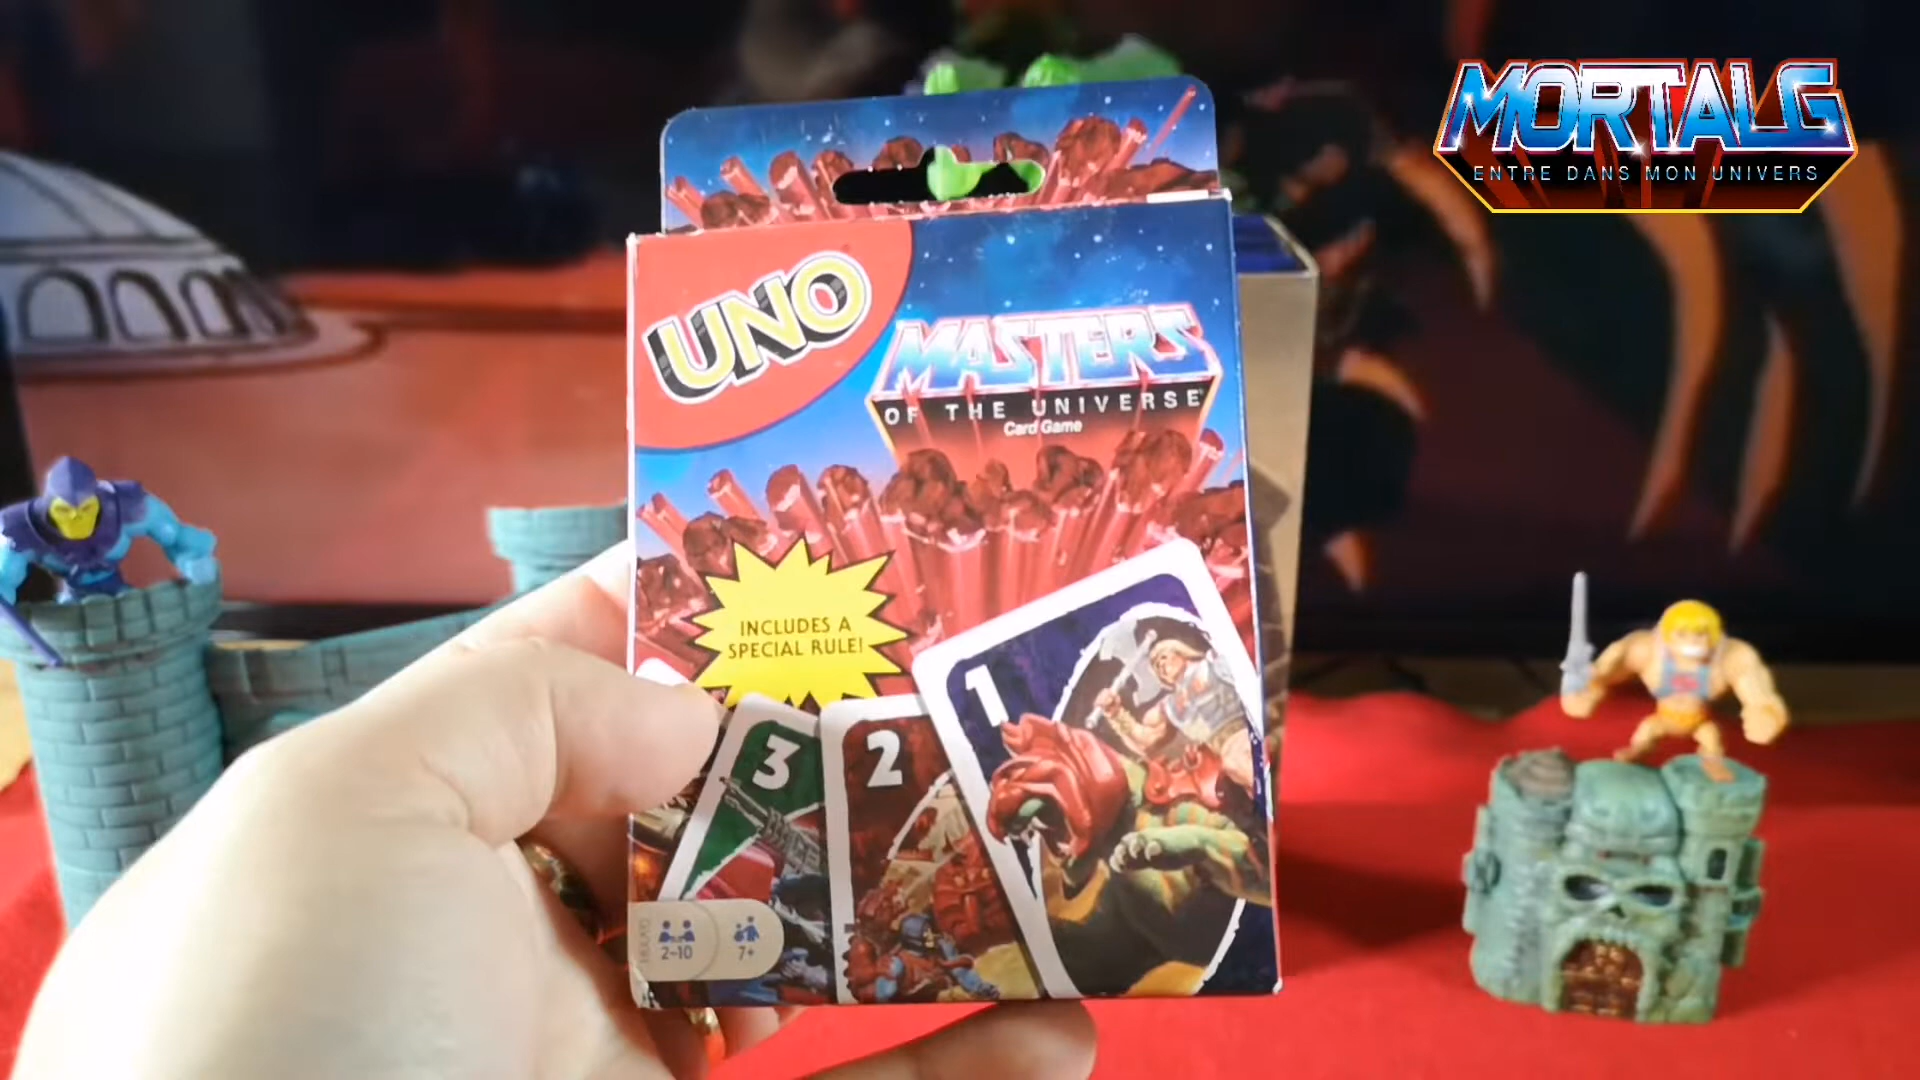 MORTALG
ENTRE DANS MON UNIVERS
UNO
MASTERS
OF THE UNIVERSE
Card Game
INCLUDES A
SPECIAL RULE!
1
3
2
2-10
7+